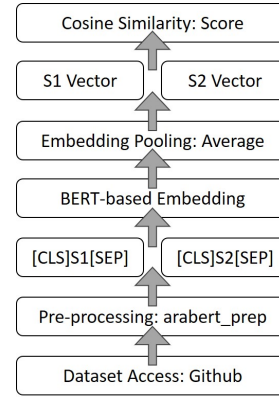 Cosine Similarity: Score
S1 Vector
S2 Vector
Embedding Pooling: Average
BERT-based Embedding
[CLS]S1[SEP]
[CLS]S2[SEP]
Pre-processing: arabert_prep
Dataset Access: Github